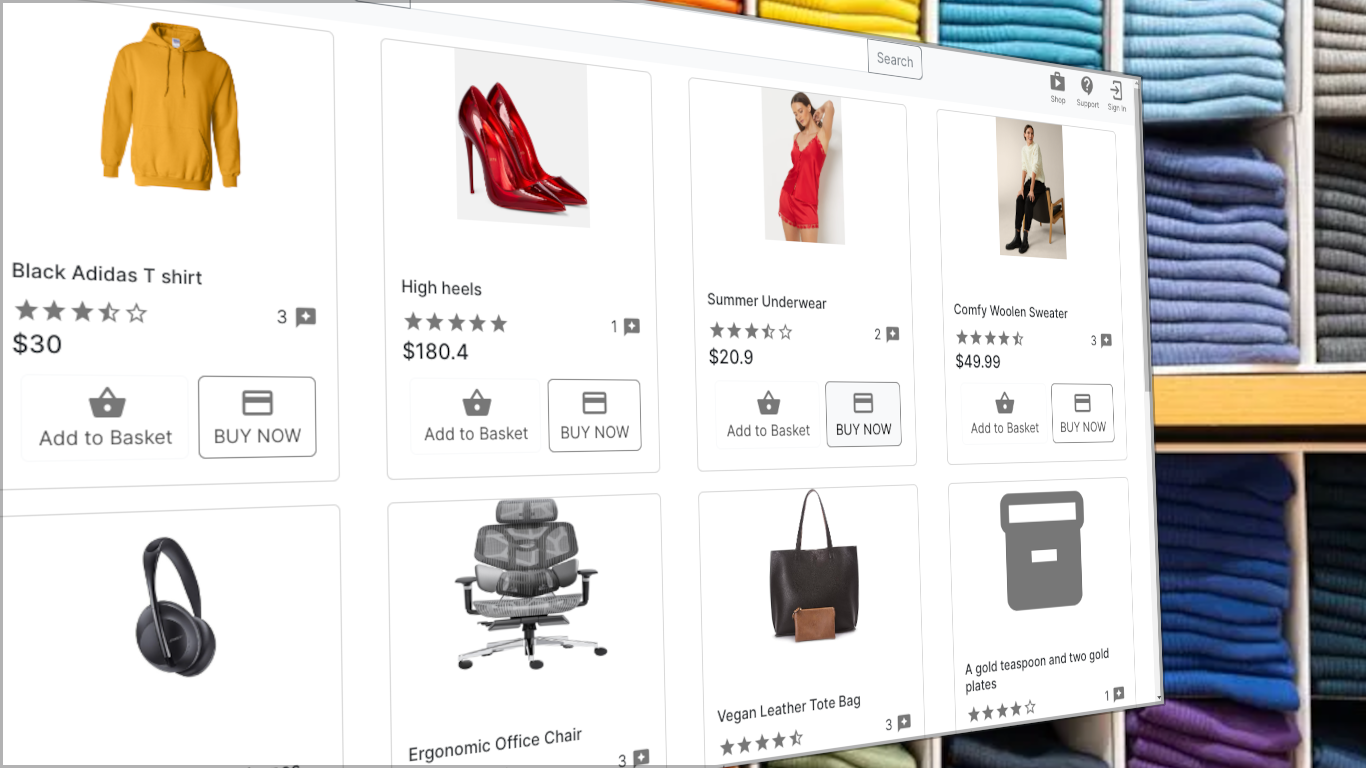 Search
Shop
Support
Sign In
Black Adidas T shirt
3
$30
Add to Basket
BUY NOW
High heels
1
$180.4
Add to Basket
BUY NOW
Summer Underwear
2
$20.9
Add to Basket
BUY NOW
Comfy Woolen Sweater
3
$49.99
Add to Basket
BUY NOW
Ergonomic Office Chair
3
Vegan Leather Tote Bag
3
A gold teaspoon and two gold
plates
1